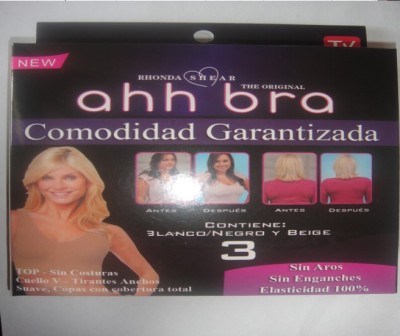 TV
NEW
RHONDA SHEAR
THE ORIGINAL
ahh bra
Comodidad Garantizada
ANTES DESPUÉS ANTES DESPUÉS
CONTIENE:
BLANCO/NEGRO Y BEIGE
3
TOP - Sin Costuras
Cuello V - Tirantes Anchos
Suave, Copas con cobertura total
Sin Aros
Sin Enganches
Elasticidad 100%